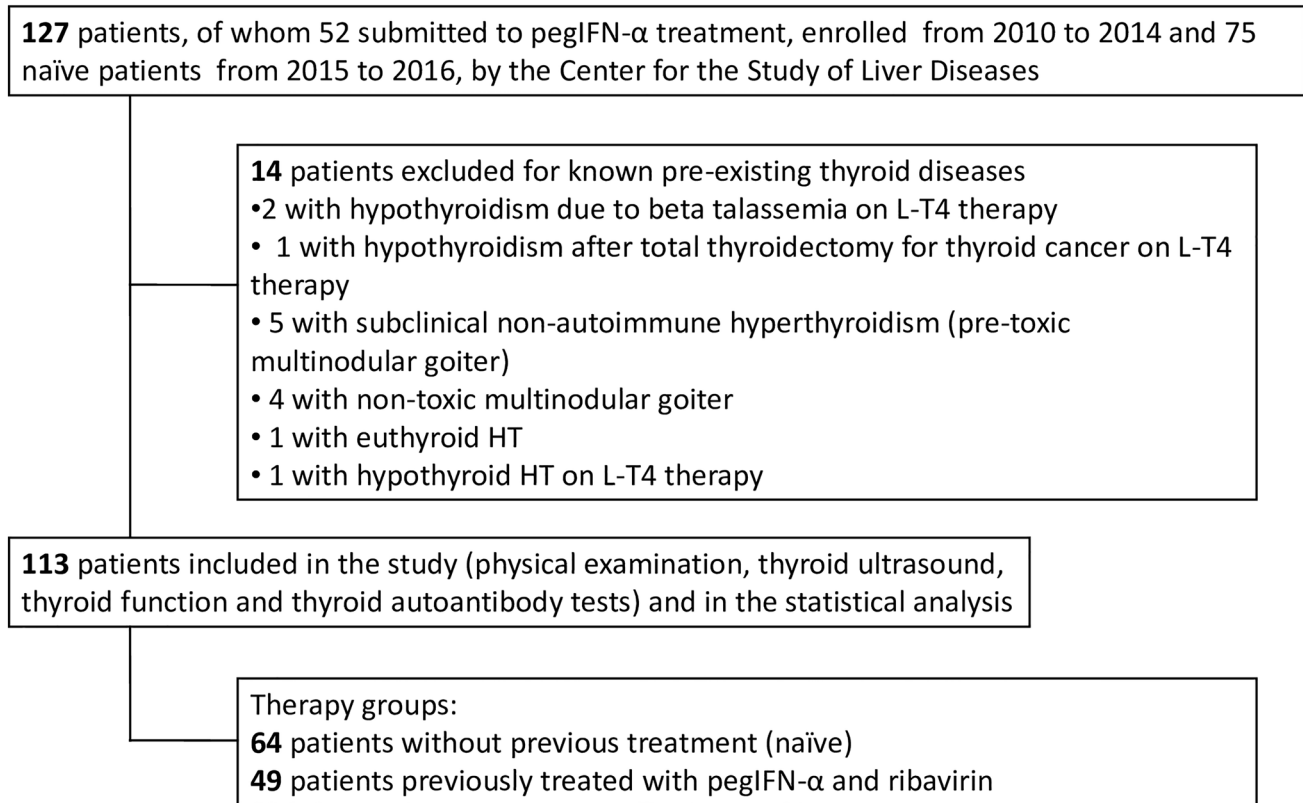 127 patients, of whom 52 submitted to pegIFN-α treatment, enrolled from 2010 to 2014 and 75
naïve patients from 2015 to 2016, by the Center for the Study of Liver Diseases
14 patients excluded for known pre-existing thyroid diseases
•2 with hypothyroidism due to beta talassemia on L-T4 therapy
• 1 with hypothyroidism after total thyroidectomy for thyroid cancer on L-T4
therapy
• 5 with subclinical non-autoimmune hyperthyroidism (pre-toxic
multinodular goiter)
• 4 with non-toxic multinodular goiter
• 1 with euthyroid HT
• 1 with hypothyroid HT on L-T4 therapy
113 patients included in the study (physical examination, thyroid ultrasound,
thyroid function and thyroid autoantibody tests) and in the statistical analysis
Therapy groups:
64 patients without previous treatment (naïve)
49 patients previously treated with pegIFN-α and ribavirin